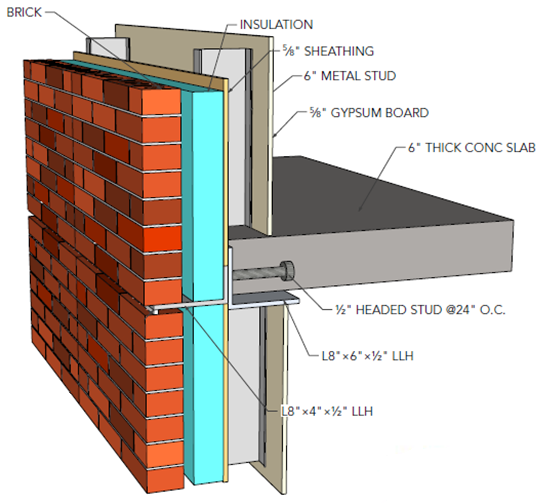 BRICK
INSULATION
⅝" SHEATHING
6" METAL STUD
⅝" GYPSUM BOARD
6" THICK CONC SLAB
½" HEADED STUD @24" O.C.
L8"×6"×½" LLH
L8"×4"×½" LLH